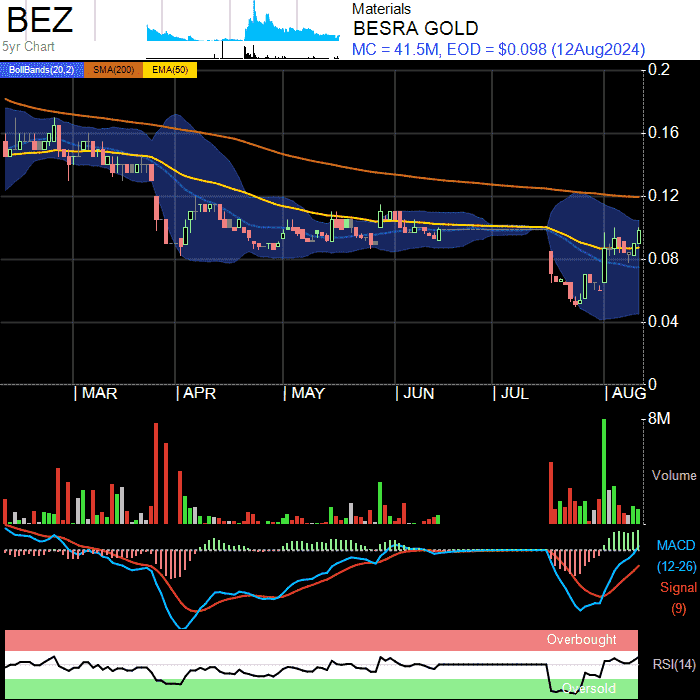 BEZ
5yr Chart
Materials
BESRA GOLD
MC = 41.5M, EOD = $0.098 (12Aug2024)
BollBands(20,2) SMA(200) EMA(50)
0.2
0.16
0.12
0.08
0.04
0
MAR APR MAY JUN JUL AUG
8M
Volume
MACD
(12-26)
Signal
(9)
Overbought
RSI(14)
Oversold